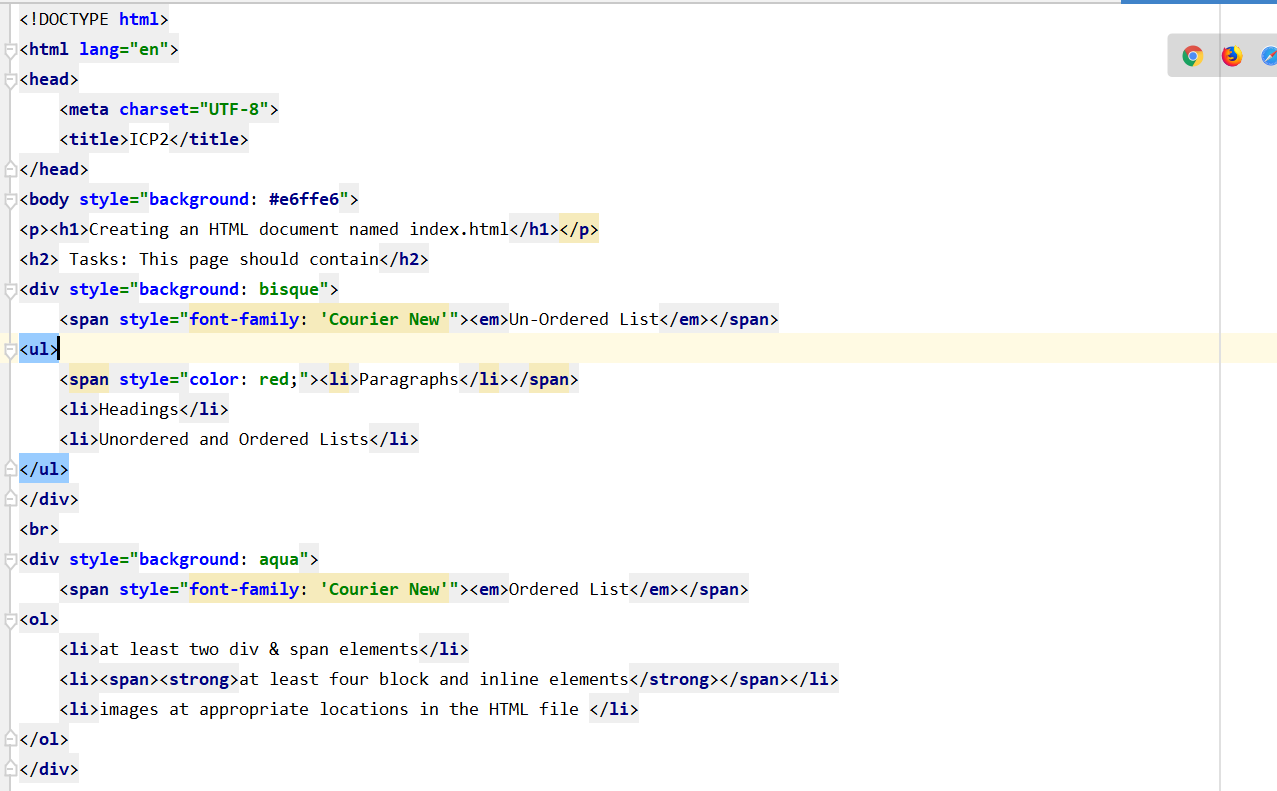 <!DOCTYPE html>
<html lang="en">
<head>
    <meta charset="UTF-8">
    <title>ICP2</title>
</head>
<body style="background: #e6ffe6">
<p><h1>Creating an HTML document named index.html</h1></p>
<h2> Tasks: This page should contain</h2>
<div style="background: bisque">
    <span style="font-family: 'Courier New'"><em>Un-Ordered List</em></span>
<ul>
    <span style="color: red;"><li>Paragraphs</li></span>
    <li>Headings</li>
    <li>Unordered and Ordered Lists</li>
</ul>
</div>
<br>
<div style="background: aqua">
    <span style="font-family: 'Courier New'"><em>Ordered List</em></span>
<ol>
    <li>at least two div & span elements</li>
    <li><span><strong>at least four block and inline elements</strong></span></li>
    <li>images at appropriate locations in the HTML file </li>
</ol>
</div>